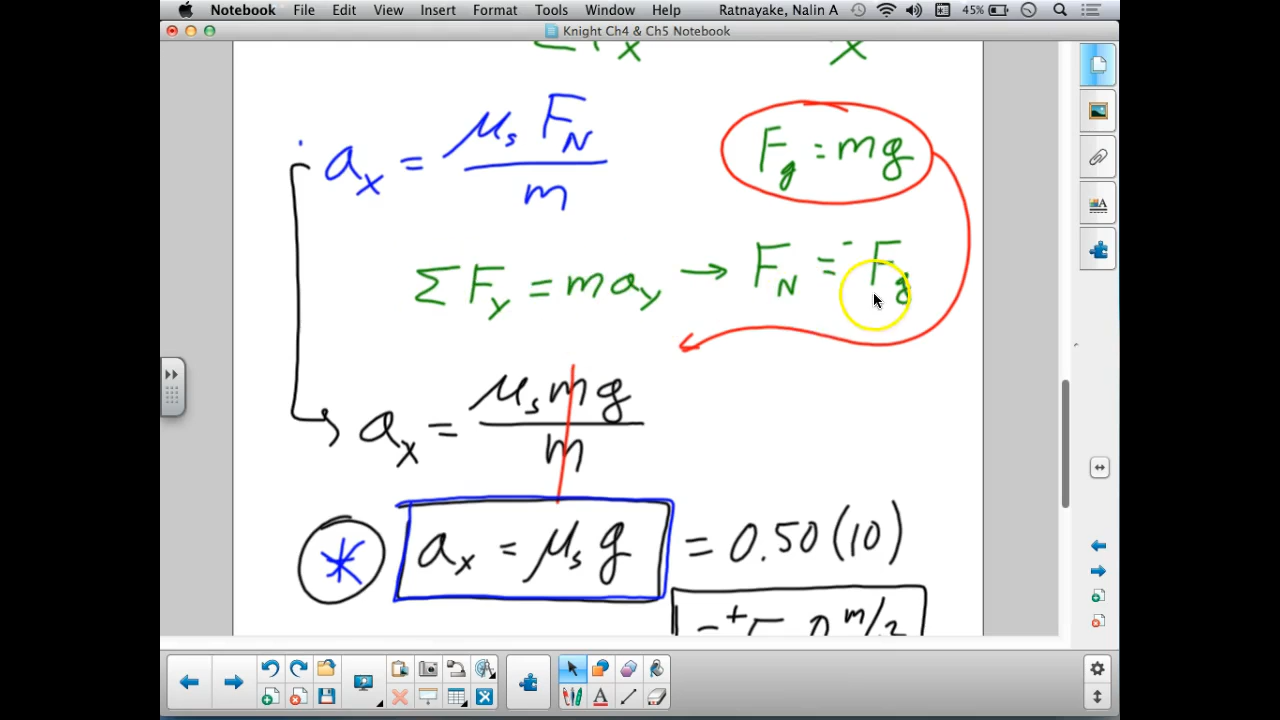 Notebook File Edit View Insert Format Tools Window Help Ratnayake, Nalin A 45%
Knight Ch4 & Ch5 Notebook
a_x = μ_s F_N / m
F_g = mg
ΣF_y = ma_y → F_N = -F_g
a_x = μ_s mg / m
* a_x = μ_s g = 0.50(10)